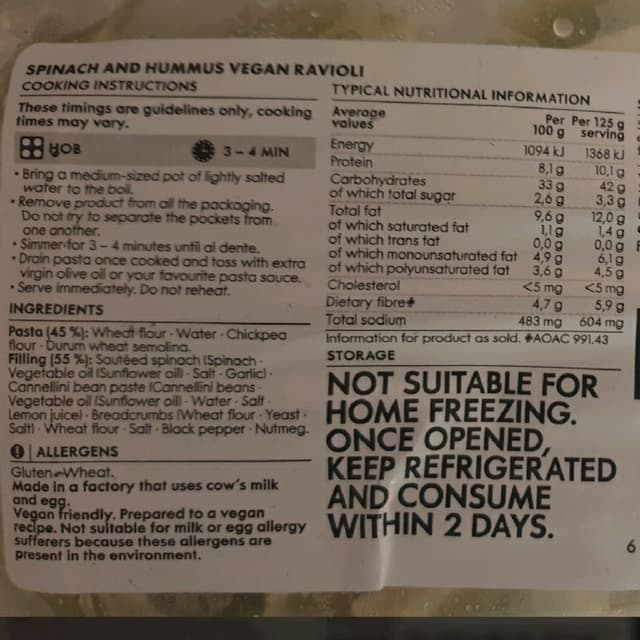 SPINACH AND HUMMUS VEGAN RAVIOLI
COOKING INSTRUCTIONS
These timings are guidelines only, cooking
times may vary.
HOB 3 – 4 MIN
• Bring a medium-sized pot of lightly salted
water to the boil.
• Remove product from all the packaging.
Do not try to separate the pockets from
one another.
• Simmer for 3 – 4 minutes until al dente.
• Drain pasta once cooked and toss with extra
virgin olive oil or your favourite pasta sauce.
• Serve immediately. Do not reheat.
INGREDIENTS
Pasta (45 %): Wheat flour · Water · Chickpea
flour · Durum wheat semolina.
Filling (55 %): Sautéed spinach (Spinach ·
Vegetable oil (Sunflower oil) · Salt · Garlic) ·
Cannellini bean paste (Cannellini beans ·
Vegetable oil (Sunflower oil) · Water · Salt ·
Lemon juice) · Breadcrumbs (Wheat flour · Yeast ·
Salt) · Wheat flour · Salt · Black pepper · Nutmeg.
ALLERGENS
Gluten-Wheat.
Made in a factory that uses cow's milk
and egg.
Vegan friendly. Prepared to a vegan
recipe. Not suitable for milk or egg allergy
sufferers because these allergens are
present in the environment.
TYPICAL NUTRITIONAL INFORMATION
Average values Per 100 g Per 125 g serving
Energy 1094 kJ 1368 kJ
Protein 8,1 g 10,1 g
Carbohydrates 33 g 42 g
of which total sugar 2,6 g 3,3 g
Total fat 9,6 g 12,0 g
of which saturated fat 1,1 g 1,4 g
of which trans fat 0,0 g 0,0 g
of which monounsaturated fat 4,9 g 6,1 g
of which polyunsaturated fat 3,6 g 4,5 g
Cholesterol <5 mg <5 mg
Dietary fibre# 4,7 g 5,9 g
Total sodium 483 mg 604 mg
Information for product as sold. #AOAC 991.43
STORAGE
NOT SUITABLE FOR
HOME FREEZING.
ONCE OPENED,
KEEP REFRIGERATED
AND CONSUME
WITHIN 2 DAYS.
6